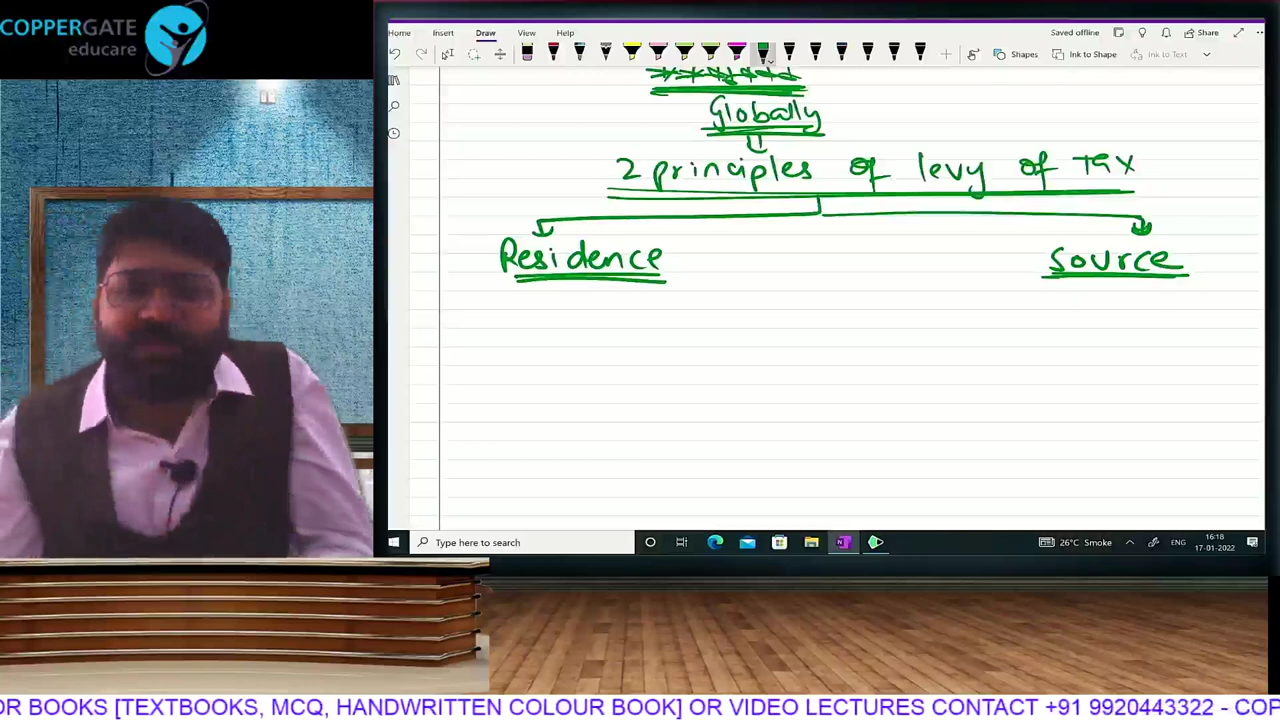 COPPERGATE
educare
Home Insert Draw View Help
Saved offline
Share
Shapes
Ink to Shape
Ink to Text
Globally
2 principles of levy of Tax
Residence
Source
Type here to search
26°C Smoke
ENG
16:18
17-01-2022
OR BOOKS [TEXTBOOKS, MCQ, HANDWRITTEN COLOUR BOOK] OR VIDEO LECTURES CONTACT +91 9920443322 - COP